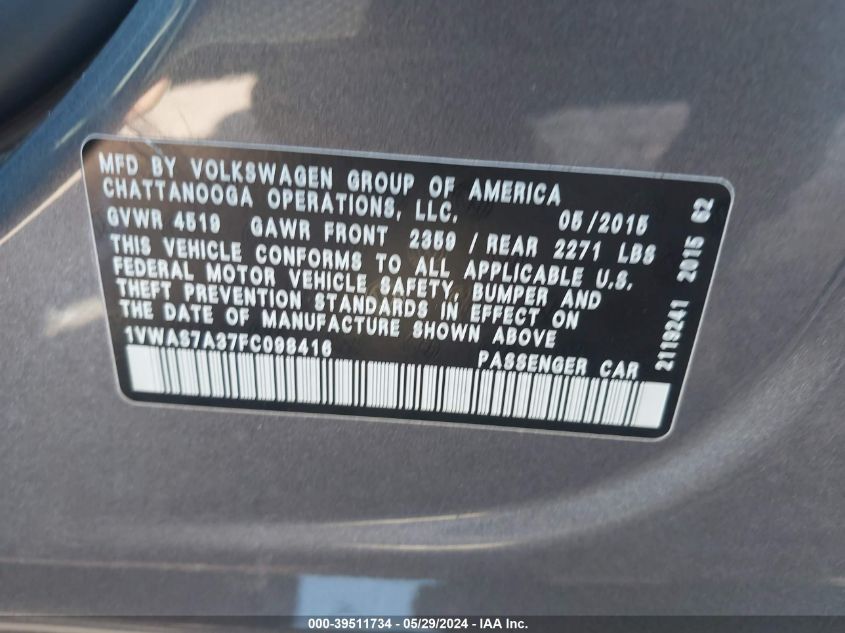 MFD BY VOLKSWAGEN GROUP OF AMERICA
CHATTANOOGA OPERATIONS, LLC. 05/2015
GVWR 4519 GAWR FRONT 2359 / REAR 2271 LBS
THIS VEHICLE CONFORMS TO ALL APPLICABLE U.S.
FEDERAL MOTOR VEHICLE SAFETY, BUMPER AND
THEFT PREVENTION STANDARDS IN EFFECT ON
THE DATE OF MANUFACTURE SHOWN ABOVE
1VWAS7A37FC098416 PASSENGER CAR
2119241 2015 G2
000-39511734 - 05/29/2024 - IAA Inc.